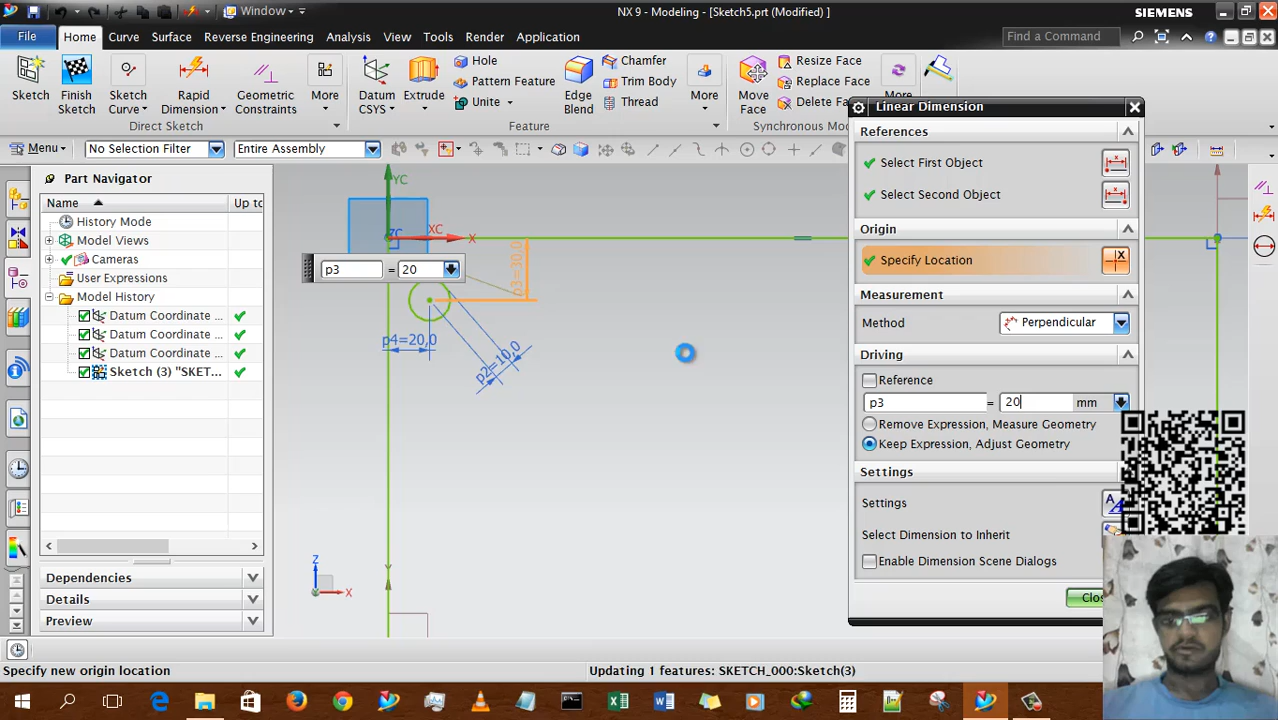 Window
NX 9 - Modeling - [Sketch5.prt (Modified) ]
SIEMENS
File
Home
Curve
Surface
Reverse Engineering
Analysis
View
Tools
Render
Application
Find a Command
Sketch
Finish Sketch
Sketch Curve
Rapid Dimension
Geometric Constraints
More
Direct Sketch
Datum CSYS
Extrude
Hole
Pattern Feature
Unite
Edge Blend
Chamfer
Trim Body
Thread
More
Feature
Move Face
Resize Face
Replace Face
Delete Fa
More
Synchronous Mo
Menu
No Selection Filter
Entire Assembly
Part Navigator
Name
Up to
History Mode
Model Views
Cameras
User Expressions
Model History
Datum Coordinate ...
Datum Coordinate ...
Datum Coordinate ...
Sketch (3) "SKET...
Dependencies
Details
Preview
YC
ZC
XC
X
p3
=
20
p3=30,0
p4=20,0
p2=10,0
Y
Z
X
Linear Dimension
References
Select First Object
Select Second Object
Origin
Specify Location
Measurement
Method
Perpendicular
Driving
Reference
p3
=
20
mm
Remove Expression, Measure Geometry
Keep Expression, Adjust Geometry
Settings
Settings
Select Dimension to Inherit
Enable Dimension Scene Dialogs
Clos
Specify new origin location
Updating 1 features: SKETCH_000:Sketch(3)